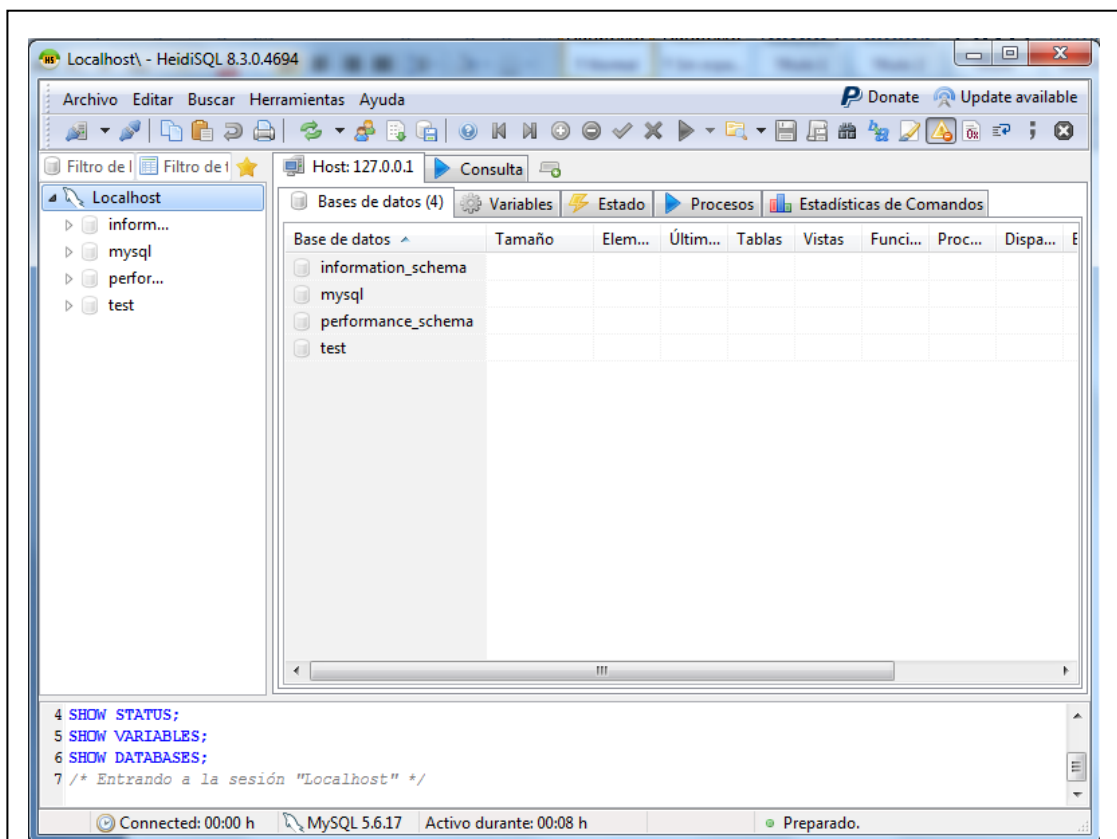 Localhost\ - HeidiSQL 8.3.0.4694
Archivo Editar Buscar Herramientas Ayuda
Donate Update available
Filtro de l Filtro de t
Host: 127.0.0.1 Consulta
Localhost
inform...
mysql
perfor...
test
Bases de datos (4) Variables Estado Procesos Estadísticas de Comandos
Base de datos Tamaño Elem... Últim... Tablas Vistas Funci... Proc... Dispa... E
information_schema
mysql
performance_schema
test
4 SHOW STATUS;
5 SHOW VARIABLES;
6 SHOW DATABASES;
7 /* Entrando a la sesión "Localhost" */
Connected: 00:00 h MySQL 5.6.17 Activo durante: 00:08 h Preparado.